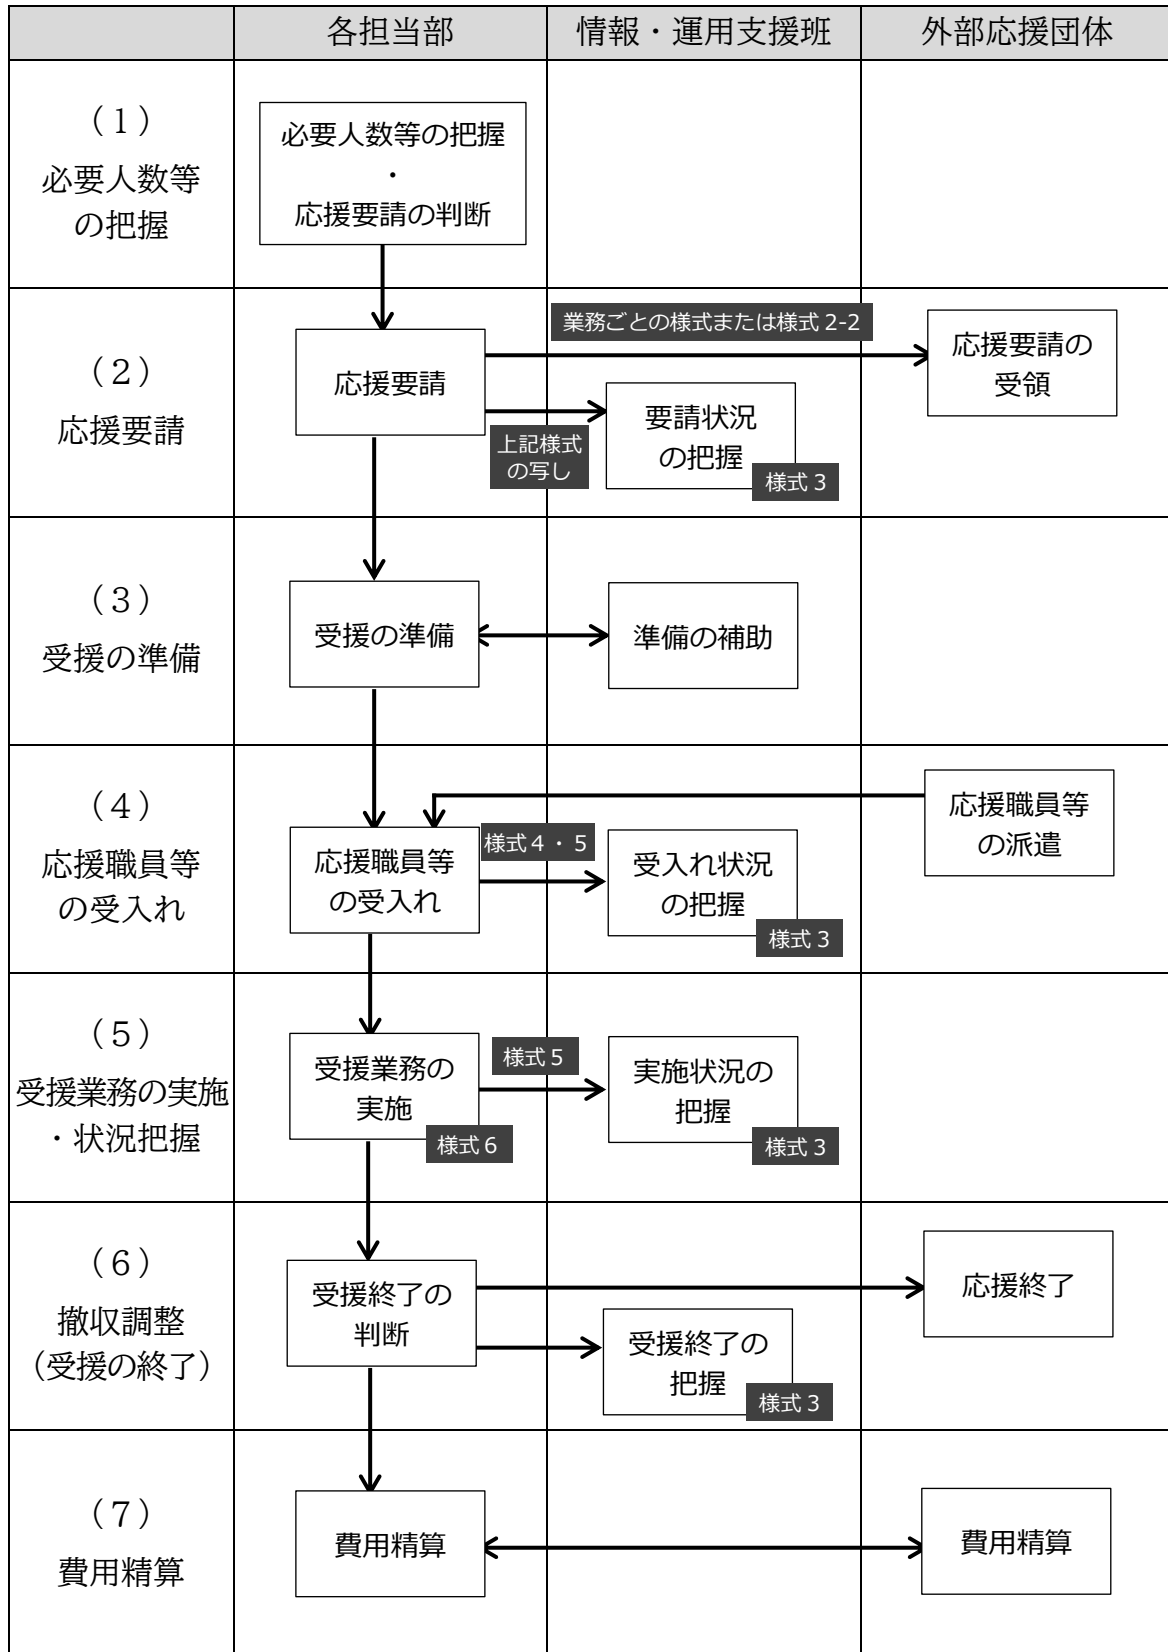 各担当部
情報・運用支援班
外部応援団体
（１）
必要人数等
の把握
必要人数等の把握
・
応援要請の判断
（２）
応援要請
応援要請
業務ごとの様式または様式 2-2
応援要請の
受領
上記様式
の写し
要請状況
の把握
様式 3
（３）
受援の準備
受援の準備
準備の補助
（４）
応援職員等
の受入れ
応援職員等
の受入れ
様式 4 ・ 5
受入れ状況
の把握
様式 3
応援職員等
の派遣
（５）
受援業務の実施
・状況把握
受援業務の
実施
様式 6
様式 5
実施状況の
把握
様式 3
（６）
撤収調整
（受援の終了）
受援終了の
判断
受援終了の
把握
様式 3
応援終了
（７）
費用精算
費用精算
費用精算